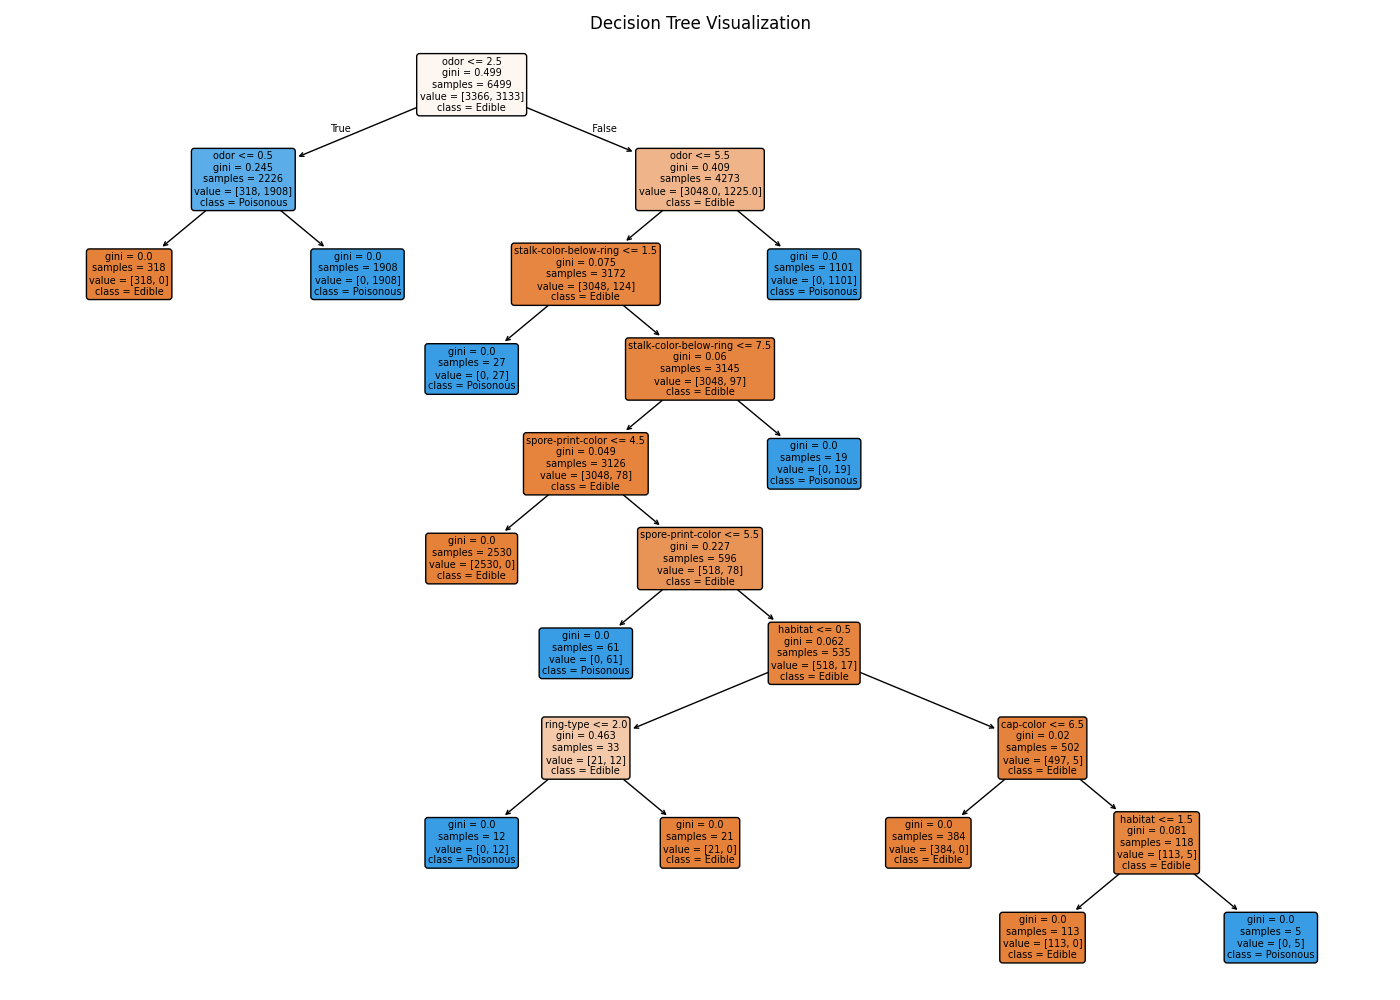 Decision Tree Visualization
odor <= 2.5
gini = 0.499
samples = 6499
value = [3366, 3133]
class = Edible
True
False
odor <= 0.5
gini = 0.245
samples = 2226
value = [318, 1908]
class = Poisonous
odor <= 5.5
gini = 0.409
samples = 4273
value = [3048.0, 1225.0]
class = Edible
gini = 0.0
samples = 318
value = [318, 0]
class = Edible
gini = 0.0
samples = 1908
value = [0, 1908]
class = Poisonous
stalk-color-below-ring <= 1.5
gini = 0.075
samples = 3172
value = [3048, 124]
class = Edible
gini = 0.0
samples = 1101
value = [0, 1101]
class = Poisonous
gini = 0.0
samples = 27
value = [0, 27]
class = Poisonous
stalk-color-below-ring <= 7.5
gini = 0.06
samples = 3145
value = [3048, 97]
class = Edible
spore-print-color <= 4.5
gini = 0.049
samples = 3126
value = [3048, 78]
class = Edible
gini = 0.0
samples = 19
value = [0, 19]
class = Poisonous
gini = 0.0
samples = 2530
value = [2530, 0]
class = Edible
spore-print-color <= 5.5
gini = 0.227
samples = 596
value = [518, 78]
class = Edible
gini = 0.0
samples = 61
value = [0, 61]
class = Poisonous
habitat <= 0.5
gini = 0.062
samples = 535
value = [518, 17]
class = Edible
ring-type <= 2.0
gini = 0.463
samples = 33
value = [21, 12]
class = Edible
cap-color <= 6.5
gini = 0.02
samples = 502
value = [497, 5]
class = Edible
gini = 0.0
samples = 12
value = [0, 12]
class = Poisonous
gini = 0.0
samples = 21
value = [21, 0]
class = Edible
gini = 0.0
samples = 384
value = [384, 0]
class = Edible
habitat <= 1.5
gini = 0.081
samples = 118
value = [113, 5]
class = Edible
gini = 0.0
samples = 113
value = [113, 0]
class = Edible
gini = 0.0
samples = 5
value = [0, 5]
class = Poisonous